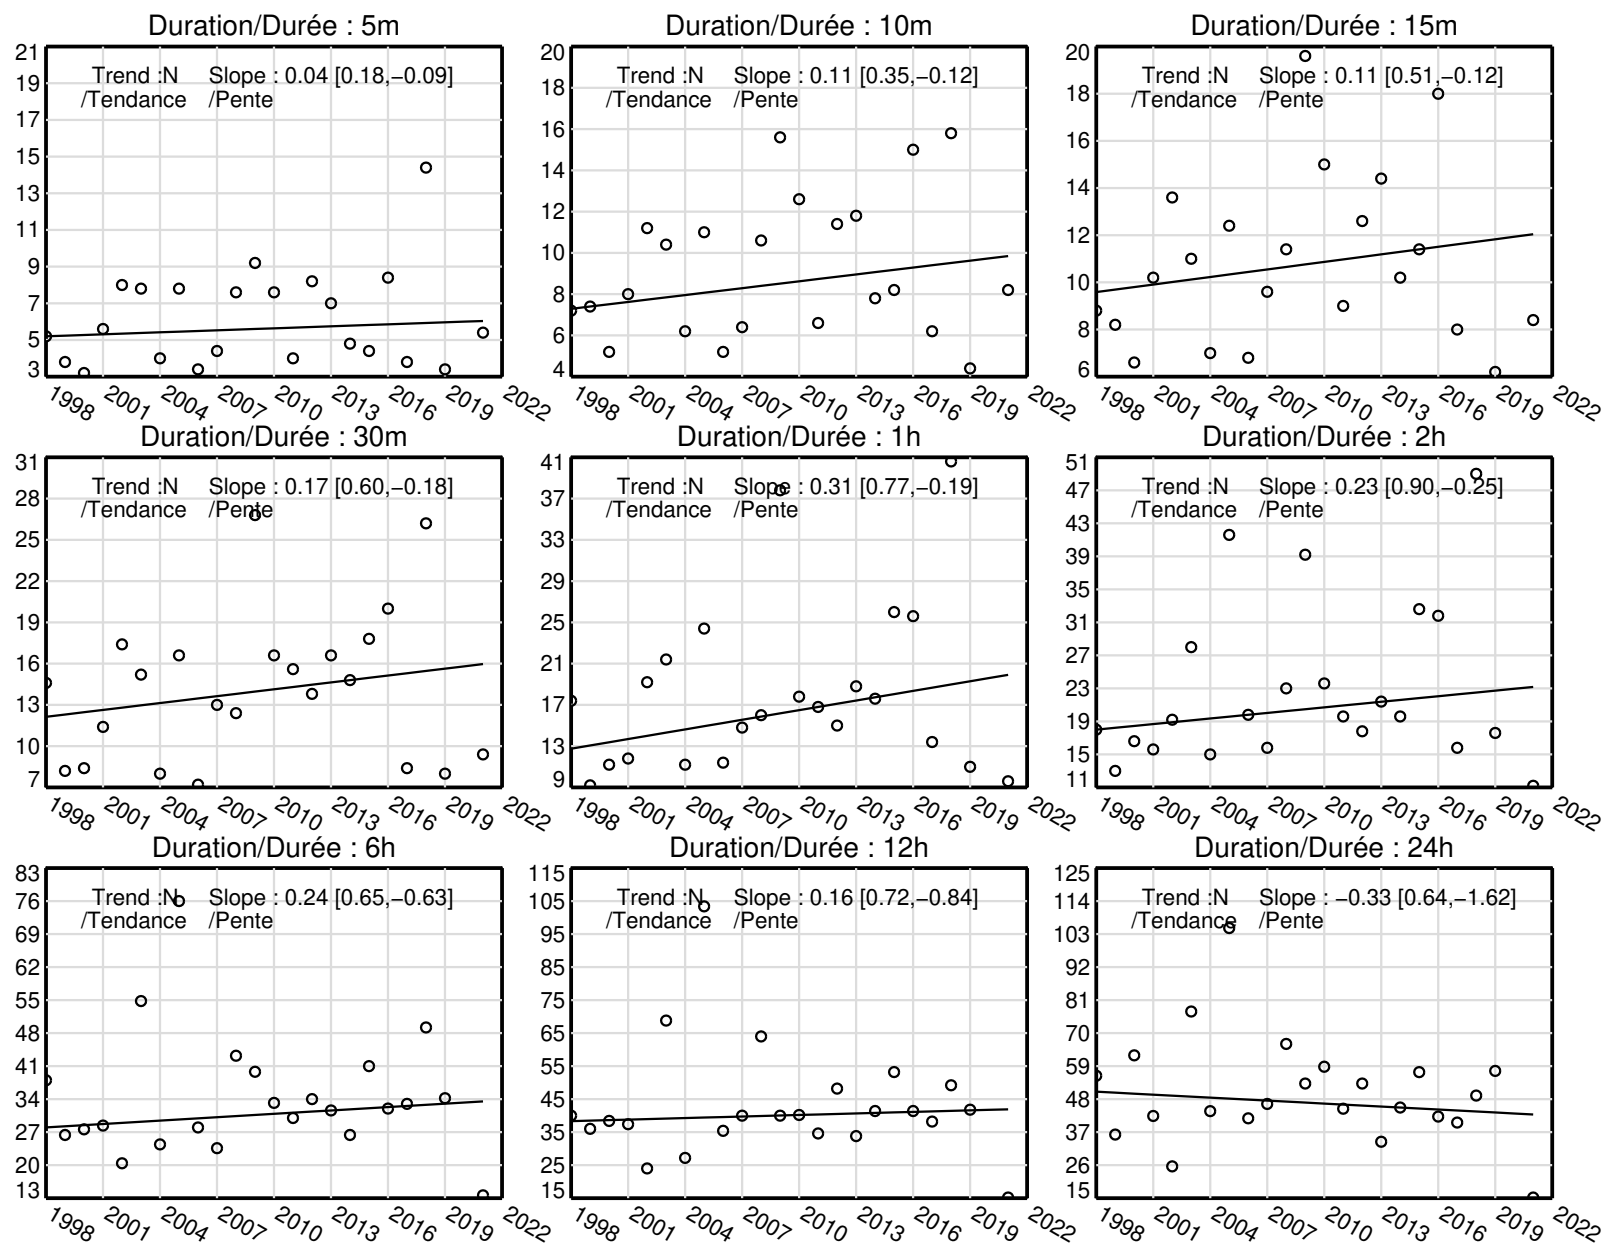 Duration/Durée : 5m
Trend :N Slope : 0.04 [0.18,−0.09]
/Tendance /Pente
21
19
17
15
13
11
9
7
5
3
1998 2001 2004 2007 2010 2013 2016 2019 2022
Duration/Durée : 10m
Trend :N Slope : 0.11 [0.35,−0.12]
/Tendance /Pente
20
18
16
14
12
10
8
6
4
1998 2001 2004 2007 2010 2013 2016 2019 2022
Duration/Durée : 15m
Trend :N Slope : 0.11 [0.51,−0.12]
/Tendance /Pente
20
18
16
14
12
10
8
6
1998 2001 2004 2007 2010 2013 2016 2019 2022
Duration/Durée : 30m
Trend :N Slope : 0.17 [0.60,−0.18]
/Tendance /Pente
31
28
25
22
19
16
13
10
7
1998 2001 2004 2007 2010 2013 2016 2019 2022
Duration/Durée : 1h
Trend :N Slope : 0.31 [0.77,−0.19]
/Tendance /Pente
41
37
33
29
25
21
17
13
9
1998 2001 2004 2007 2010 2013 2016 2019 2022
Duration/Durée : 2h
Trend :N Slope : 0.23 [0.90,−0.25]
/Tendance /Pente
51
47
43
39
35
31
27
23
19
15
11
1998 2001 2004 2007 2010 2013 2016 2019 2022
Duration/Durée : 6h
Trend :N Slope : 0.24 [0.65,−0.63]
/Tendance /Pente
83
76
69
62
55
48
41
34
27
20
13
1998 2001 2004 2007 2010 2013 2016 2019 2022
Duration/Durée : 12h
Trend :N Slope : 0.16 [0.72,−0.84]
/Tendance /Pente
115
105
95
85
75
65
55
45
35
25
15
1998 2001 2004 2007 2010 2013 2016 2019 2022
Duration/Durée : 24h
Trend :N Slope : −0.33 [0.64,−1.62]
/Tendance /Pente
125
114
103
92
81
70
59
48
37
26
15
1998 2001 2004 2007 2010 2013 2016 2019 2022